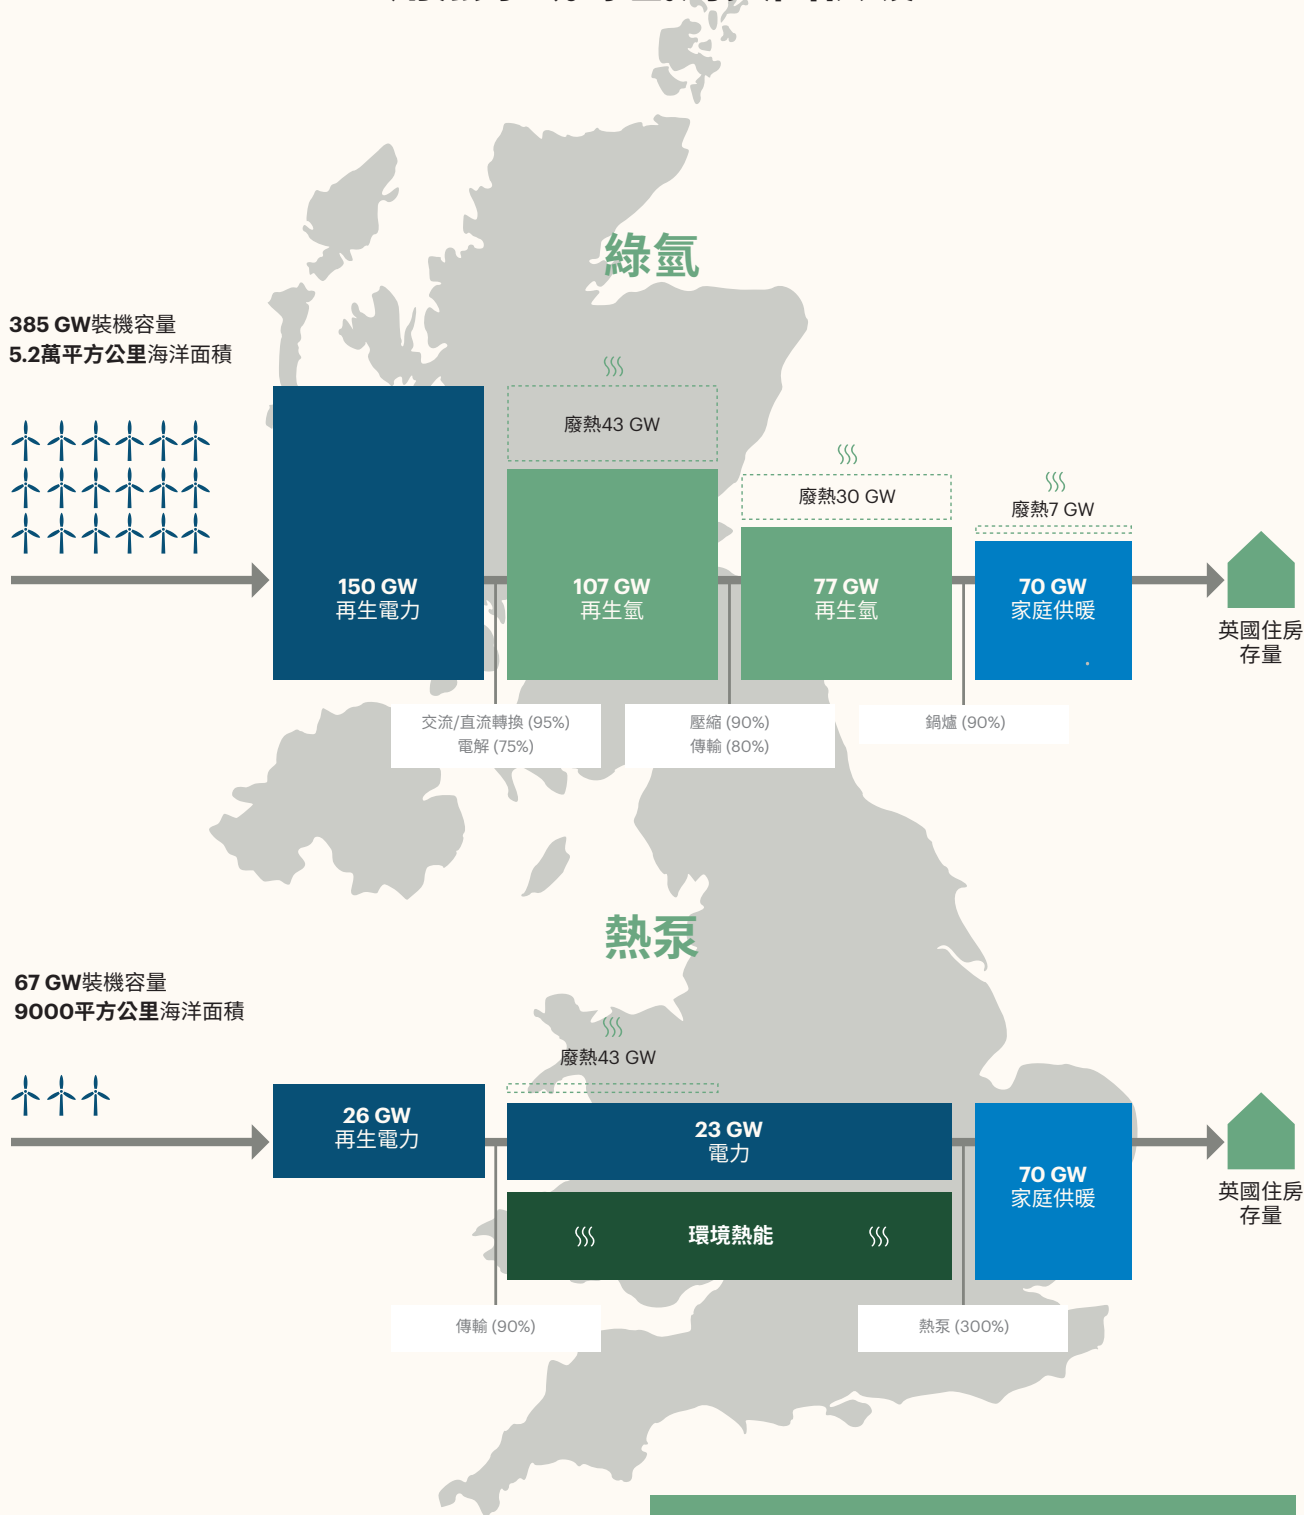 綠氫
385 GW裝機容量
5.2萬平方公里海洋面積
廢熱43 GW
廢熱30 GW
廢熱7 GW
150 GW
再生電力
107 GW
再生氫
77 GW
再生氫
70 GW
家庭供暖
英國住房
存量
交流/直流轉換 (95%)
電解 (75%)
壓縮 (90%)
傳輸 (80%)
鍋爐 (90%)
熱泵
67 GW裝機容量
9000平方公里海洋面積
廢熱43 GW
26 GW
再生電力
23 GW
電力
環境熱能
70 GW
家庭供暖
英國住房
存量
傳輸 (90%)
熱泵 (300%)